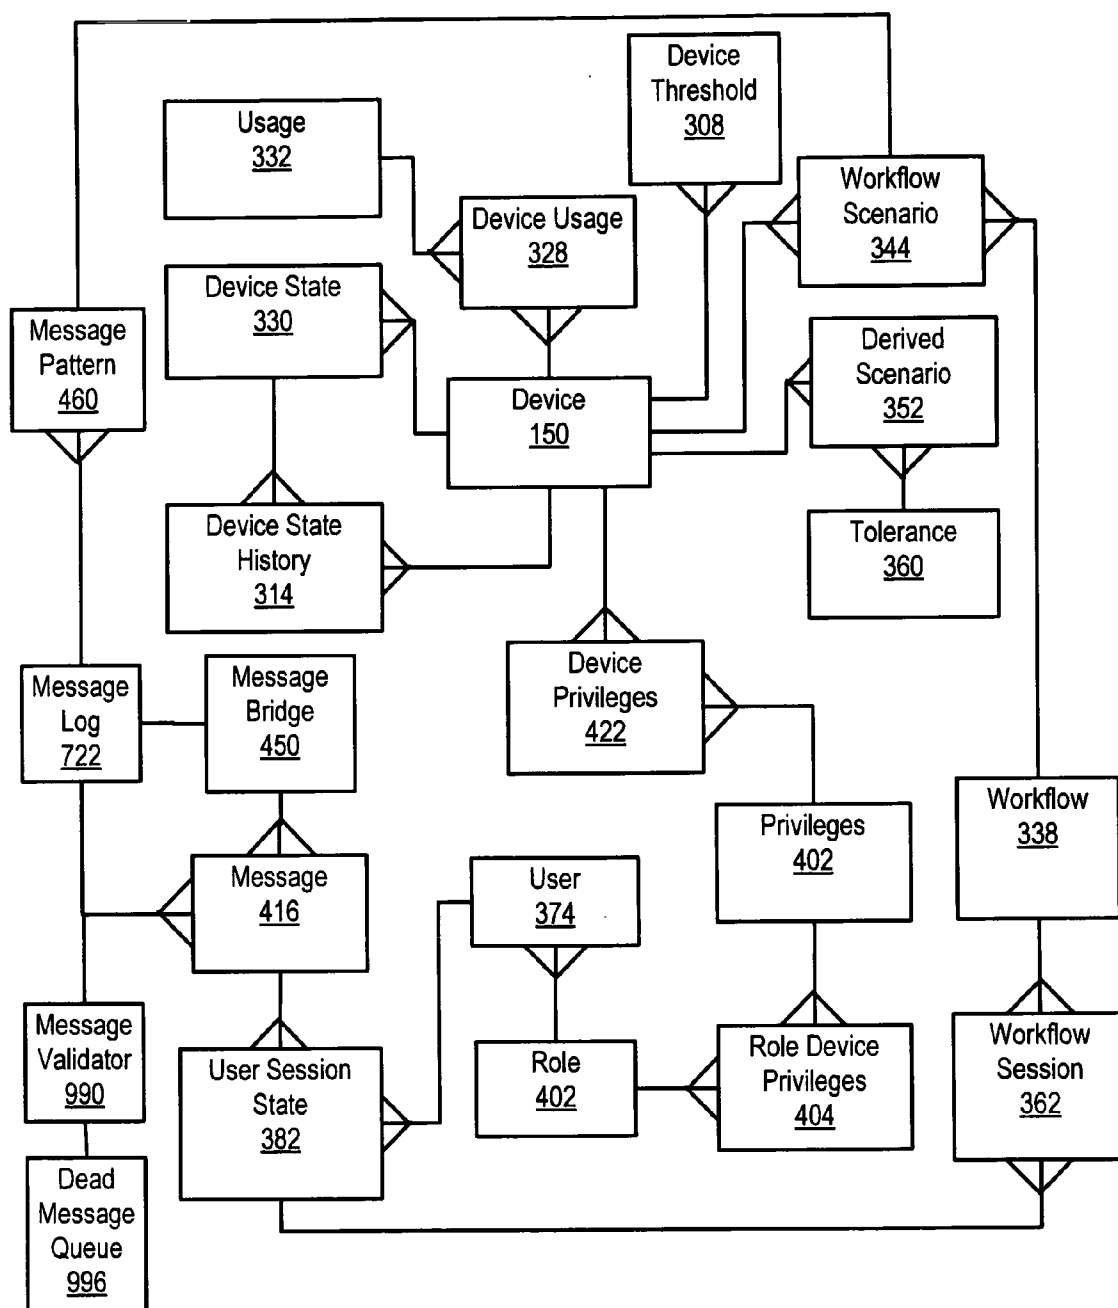 Device
Threshold
308
Usage
332
Workflow
Scenario
344
Device Usage
328
Device State
330
Message
Pattern
460
Derived
Scenario
352
Device
150
Device State
History
314
Tolerance
360
Message
Log
722
Message
Bridge
450
Device
Privileges
422
Workflow
338
Privileges
402
Message
416
User
374
Message
Validator
990
User Session
State
382
Role
402
Role Device
Privileges
404
Workflow
Session
362
Dead
Message
Queue
996